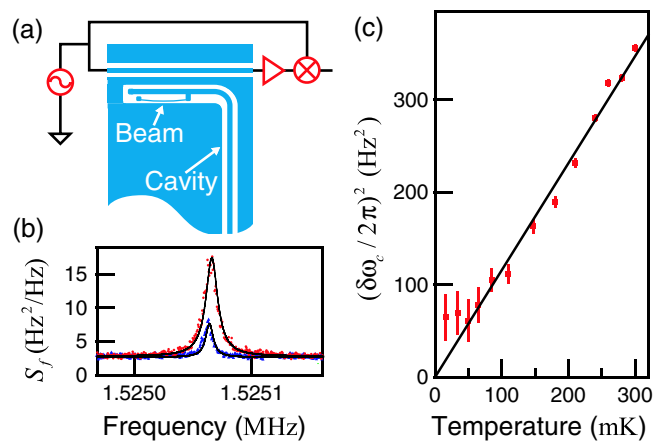 (a)
Beam
Cavity
(b)
S_f (Hz²/Hz)
15
10
5
0
1.5250
1.5251
Frequency (MHz)
(c)
(δω_c / 2π)² (Hz²)
300
200
100
0
0
100
200
300
Temperature (mK)